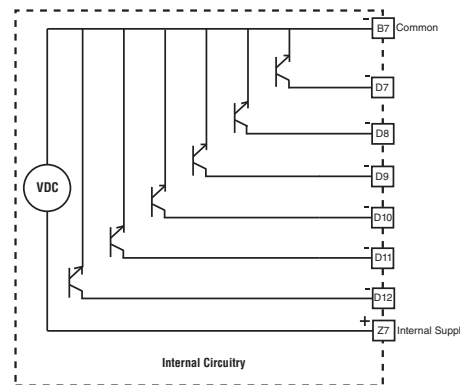 - B7 Common
- D7
- D8
VDC
- D9
- D10
- D11
- D12
+ Z7 Internal Suppl
Internal Circuitry